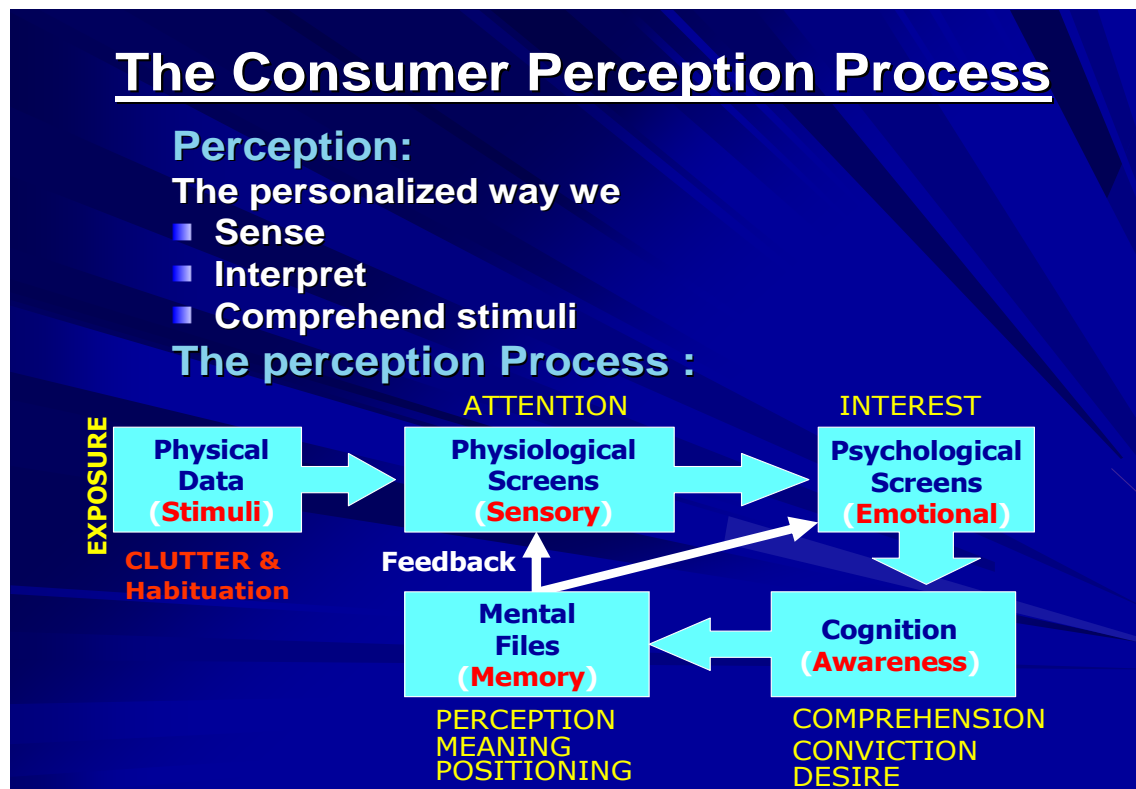 The Consumer Perception Process
Perception:
The personalized way we
Sense
Interpret
Comprehend stimuli
The perception Process :
ATTENTION
INTEREST
EXPOSURE
Physical
Data
(Stimuli)
Physiological
Screens
(Sensory)
Psychological
Screens
(Emotional)
CLUTTER &
Habituation
Feedback
Mental
Files
(Memory)
Cognition
(Awareness)
PERCEPTION
MEANING
POSITIONING
COMPREHENSION
CONVICTION
DESIRE